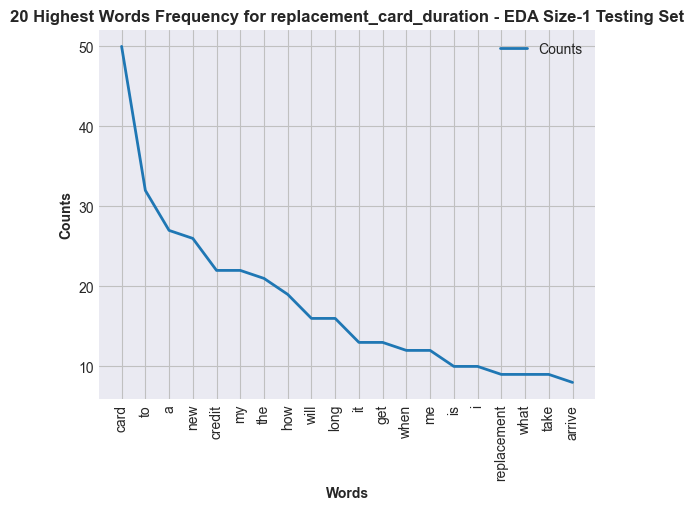 20 Highest Words Frequency for replacement_card_duration - EDA Size-1 Testing Set
Counts
Counts
50
40
30
20
10
card
to
a
new
credit
my
the
how
will
long
it
get
when
me
is
i
replacement
what
take
arrive
Words